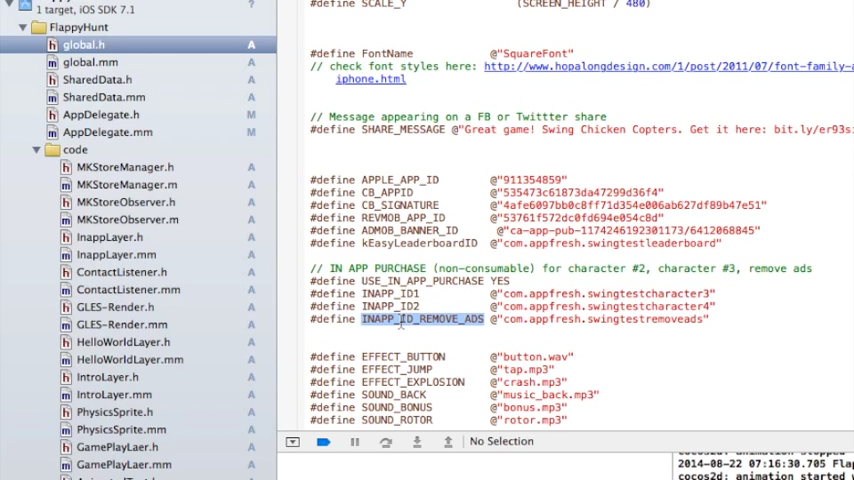 1 target, iOS SDK 7.1
?
FlappyHunt
global.h A
global.mm A
SharedData.h A
SharedData.mm A
AppDelegate.h M
AppDelegate.mm M
code
MKStoreManager.h A
MKStoreManager.m A
MKStoreObserver.h A
MKStoreObserver.m A
InappLayer.h A
InappLayer.mm A
ContactListener.h A
ContactListener.mm A
GLES-Render.h A
GLES-Render.mm A
HelloWorldLayer.h A
HelloWorldLayer.mm A
IntroLayer.h A
IntroLayer.mm A
PhysicsSprite.h A
PhysicsSprite.mm A
GamePlayLaer.h A
GamePlayLaer.mm A
#define SCALE_Y (SCREEN_HEIGHT / 480)
#define FontName @"SquareFont"
// check font styles here: http://www.hopalongdesign.com/1/post/2011/07/font-family-a
iphone.html
// Message appearing on a FB or Twittter share
#define SHARE_MESSAGE @"Great game! Swing Chicken Copters. Get it here: bit.ly/er93s
#define APPLE_APP_ID @"911354859"
#define CB_APPID @"535473c61873da47299d36f4"
#define CB_SIGNATURE @"4afe6097bb0c8ff71d354e006ab627df89b47e51"
#define REVMOB_APP_ID @"53761f572dc0fd694e054c8d"
#define ADMOB_BANNER_ID @"ca-app-pub-1174246192301173/6412068845"
#define kEasyLeaderboardID @"com.appfresh.swingtestleaderboard"
// IN APP PURCHASE (non-consumable) for character #2, character #3, remove ads
#define USE_IN_APP_PURCHASE YES
#define INAPP_ID1 @"com.appfresh.swingtestcharacter3"
#define INAPP_ID2 @"com.appfresh.swingtestcharacter4"
#define INAPP_ID_REMOVE_ADS @"com.appfresh.swingtestremoveads"
#define EFFECT_BUTTON @"button.wav"
#define EFFECT_JUMP @"tap.mp3"
#define EFFECT_EXPLOSION @"crash.mp3"
#define SOUND_BACK @"music_back.mp3"
#define SOUND_BONUS @"bonus.mp3"
#define SOUND_ROTOR @"rotor.mp3"
No Selection
2014-08-22 07:16:30.705 Flap
cocos2d: animation started w